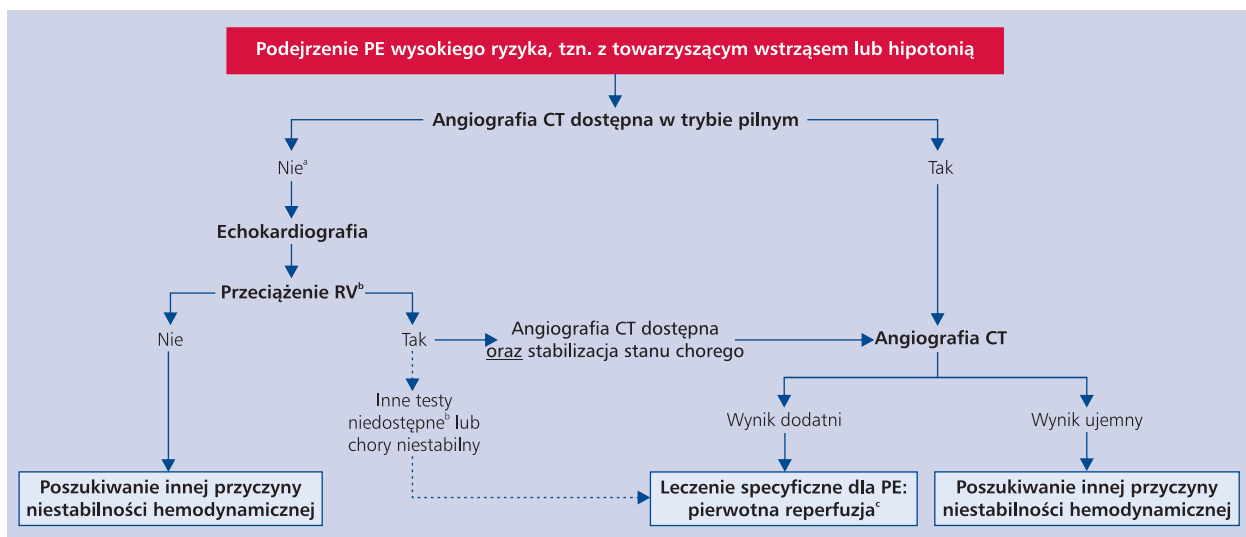 Podejrzenie PE wysokiego ryzyka, tzn. z towarzyszącym wstrząsem lub hipotonią
Angiografia CT dostępna w trybie pilnym
Nieᵃ
Tak
Echokardiografia
Przeciążenie RVᵇ
Nie
Tak
Angiografia CT dostępna
oraz stabilizacja stanu chorego
Angiografia CT
Inne testy
niedostępneᵇ lub
chory niestabilny
Wynik dodatni
Wynik ujemny
Poszukiwanie innej przyczyny
niestabilności hemodynamicznej
Leczenie specyficzne dla PE:
pierwotna reperfuzjaᶜ
Poszukiwanie innej przyczyny
niestabilności hemodynamicznej